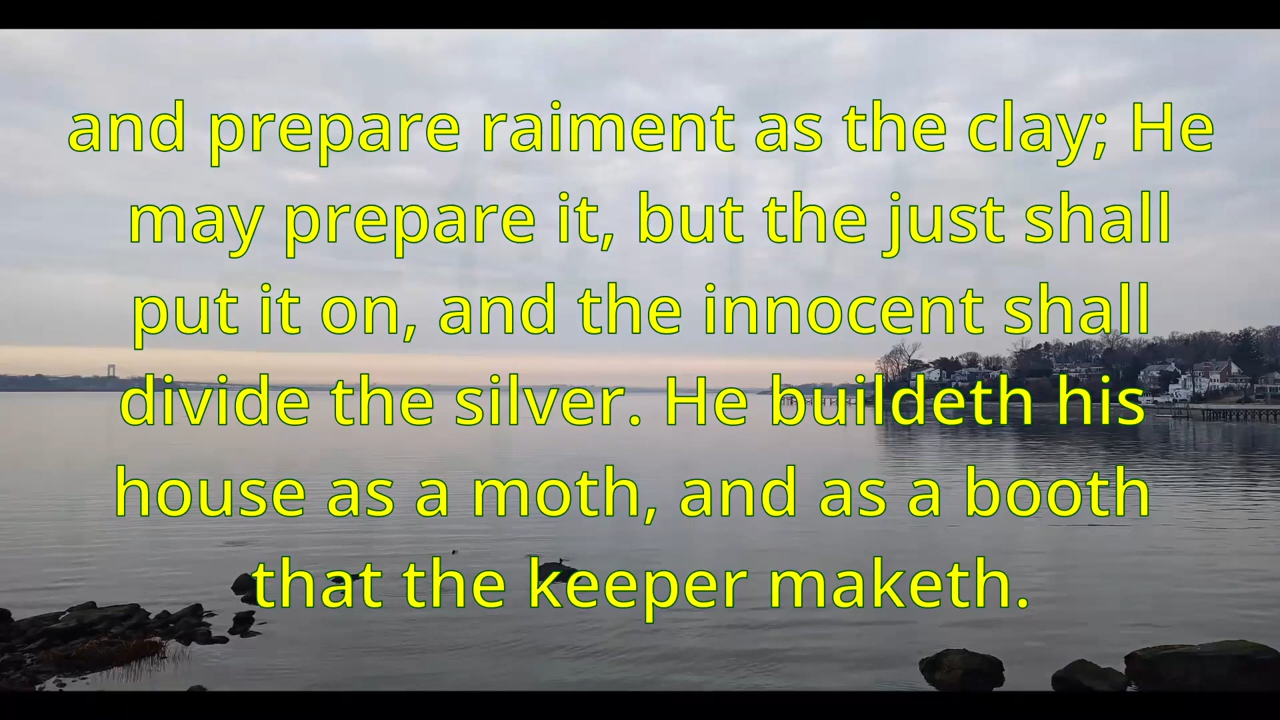 and prepare raiment as the clay; He
may prepare it, but the just shall
put it on, and the innocent shall
divide the silver. He buildeth his
house as a moth, and as a booth
that the keeper maketh.